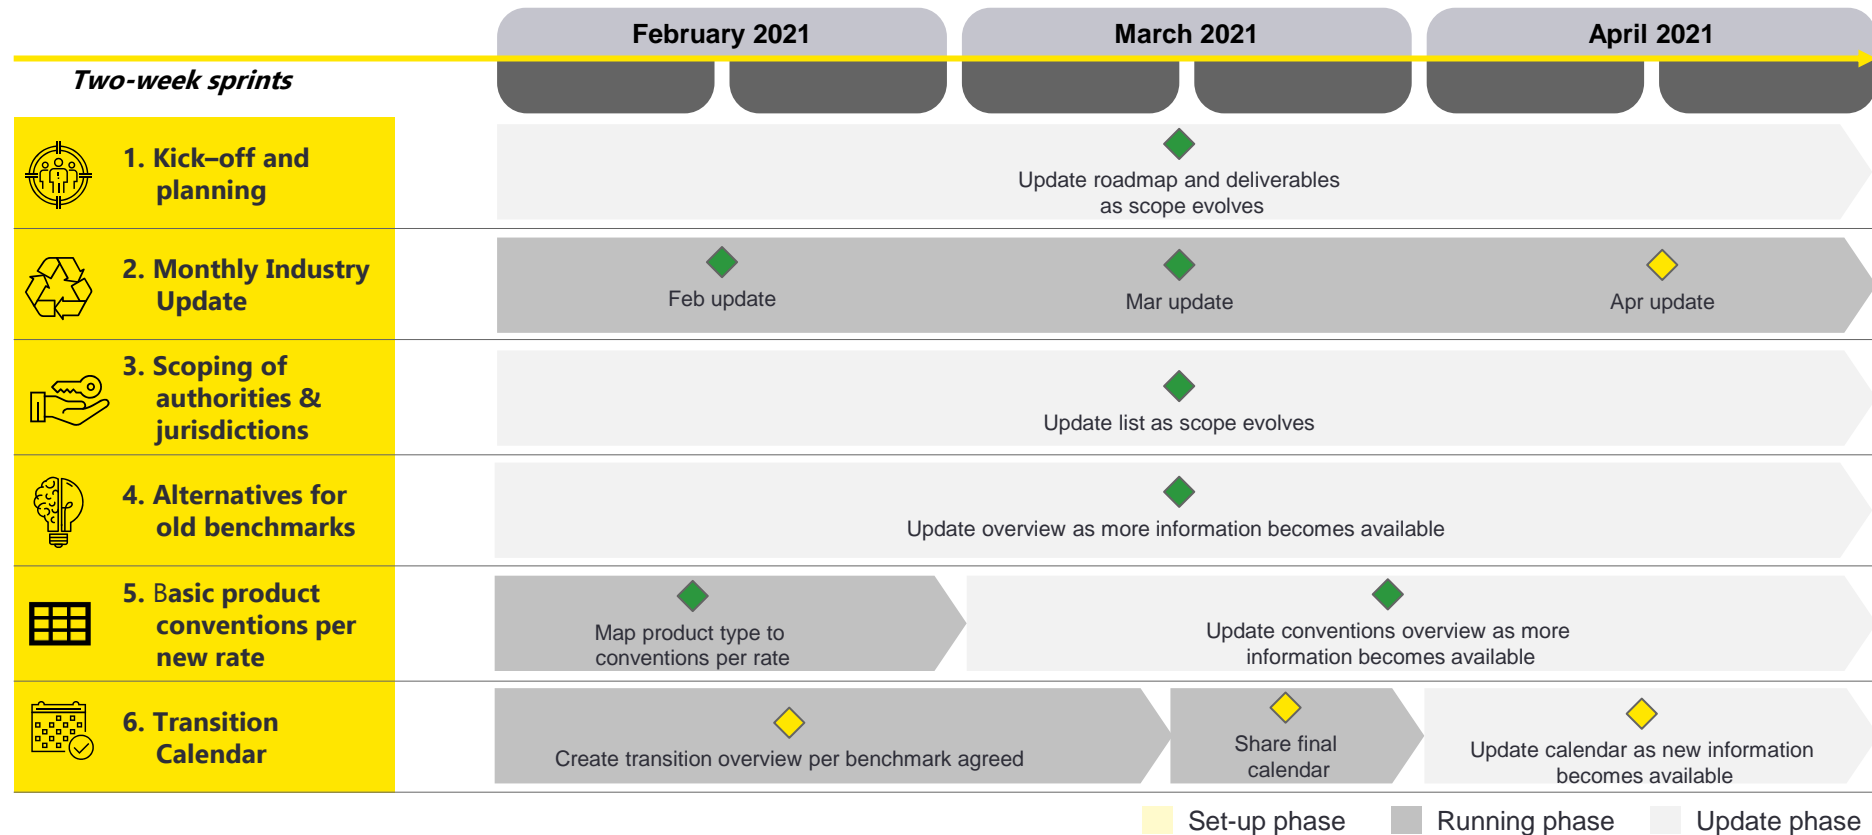 February 2021
March 2021
April 2021
Two-week sprints
1. Kick–off and
planning
Update roadmap and deliverables
as scope evolves
2. Monthly Industry
Update
Feb update
Mar update
Apr update
3. Scoping of
authorities &
jurisdictions
Update list as scope evolves
4. Alternatives for
old benchmarks
Update overview as more information becomes available
5. Basic product
conventions per
new rate
Map product type to
conventions per rate
Update conventions overview as more
information becomes available
6. Transition
Calendar
Create transition overview per benchmark agreed
Share final
calendar
Update calendar as new information
becomes available
Set-up phase
Running phase
Update phase